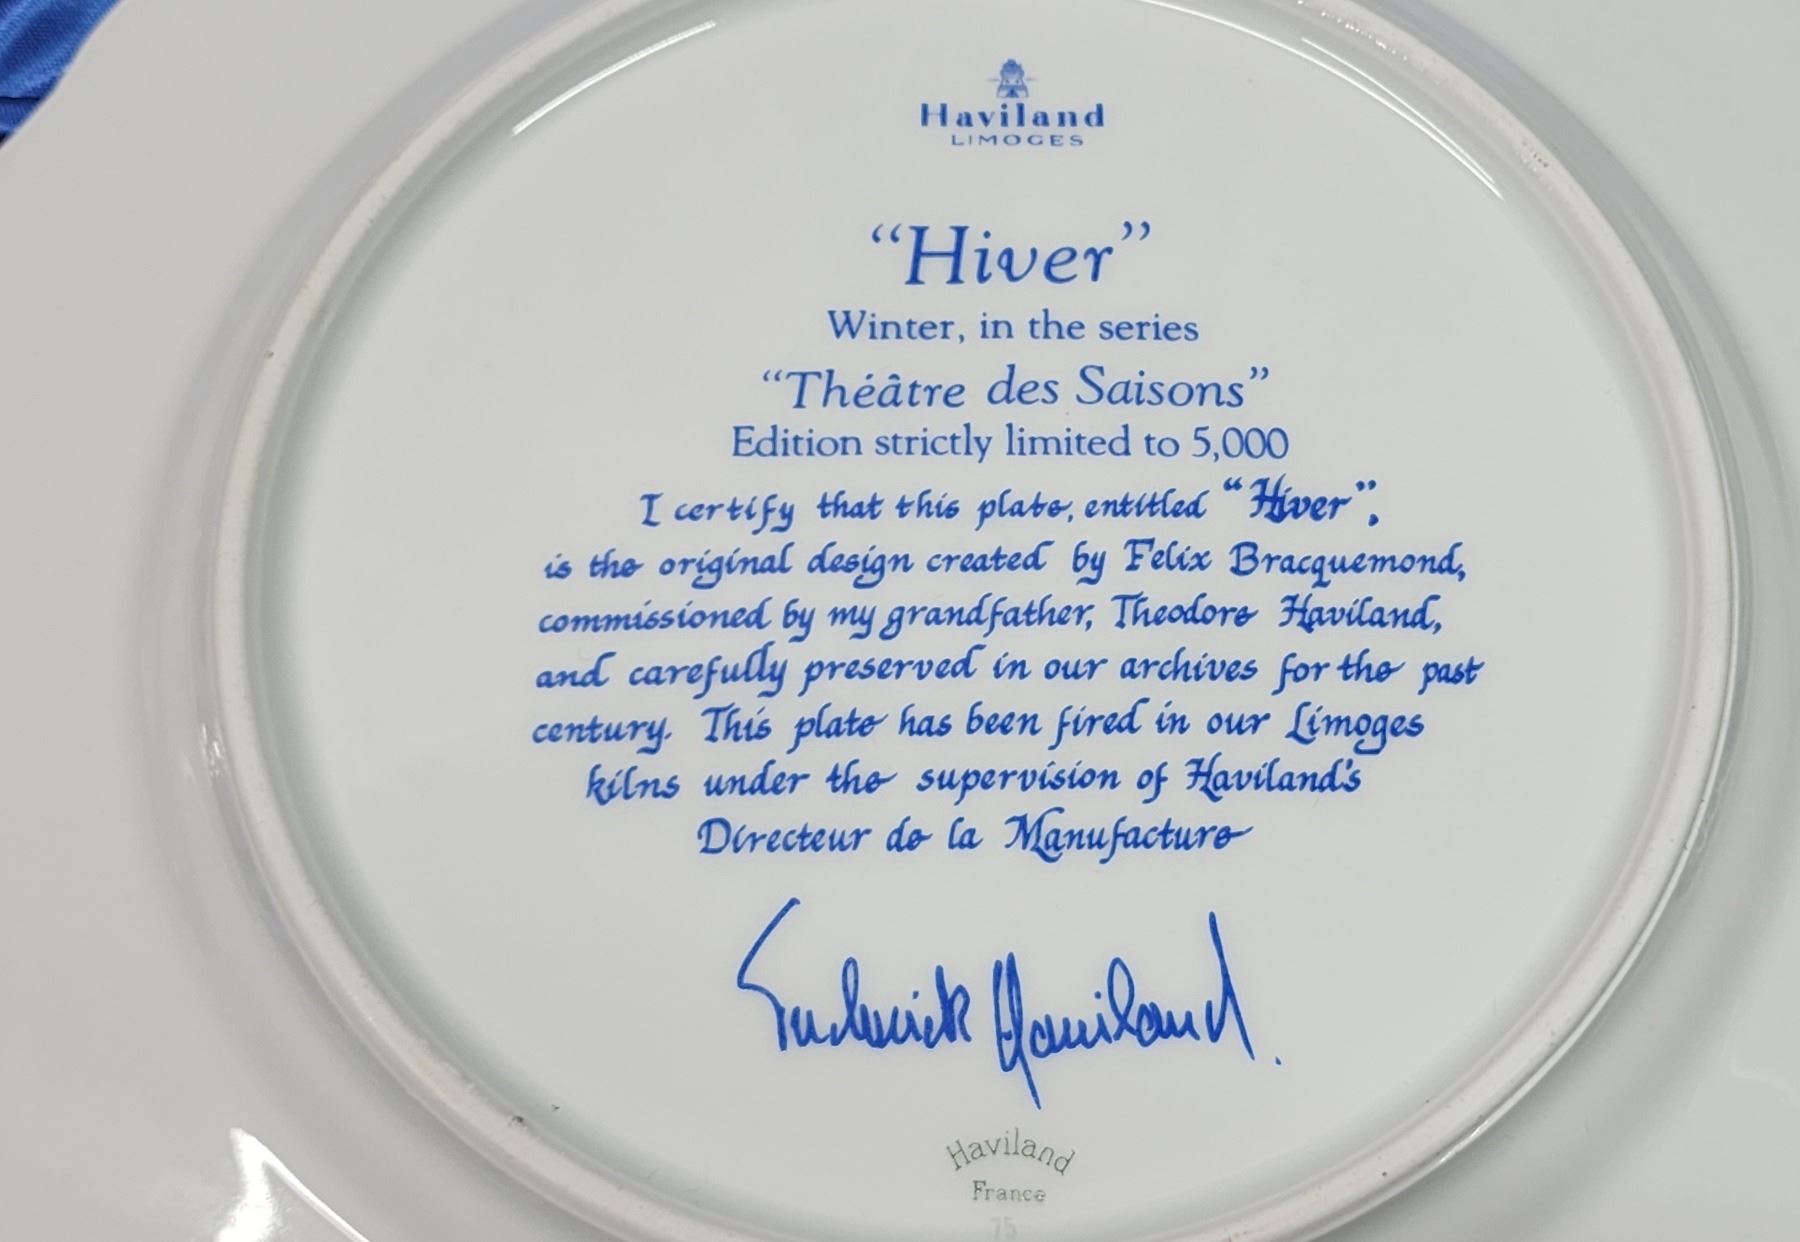 Haviland
LIMOGES
“Hiver”
Winter, in the series
“Théâtre des Saisons”
Edition strictly limited to 5,000
I certify that this plate, entitled “Hiver”,
is the original design created by Felix Bracquemond,
commissioned by my grandfather, Theodore Haviland,
and carefully preserved in our archives for the past
century. This plate has been fired in our Limoges
kilns under the supervision of Haviland's
Directeur de la Manufacture
Frederick Haviland.
Haviland
France
75